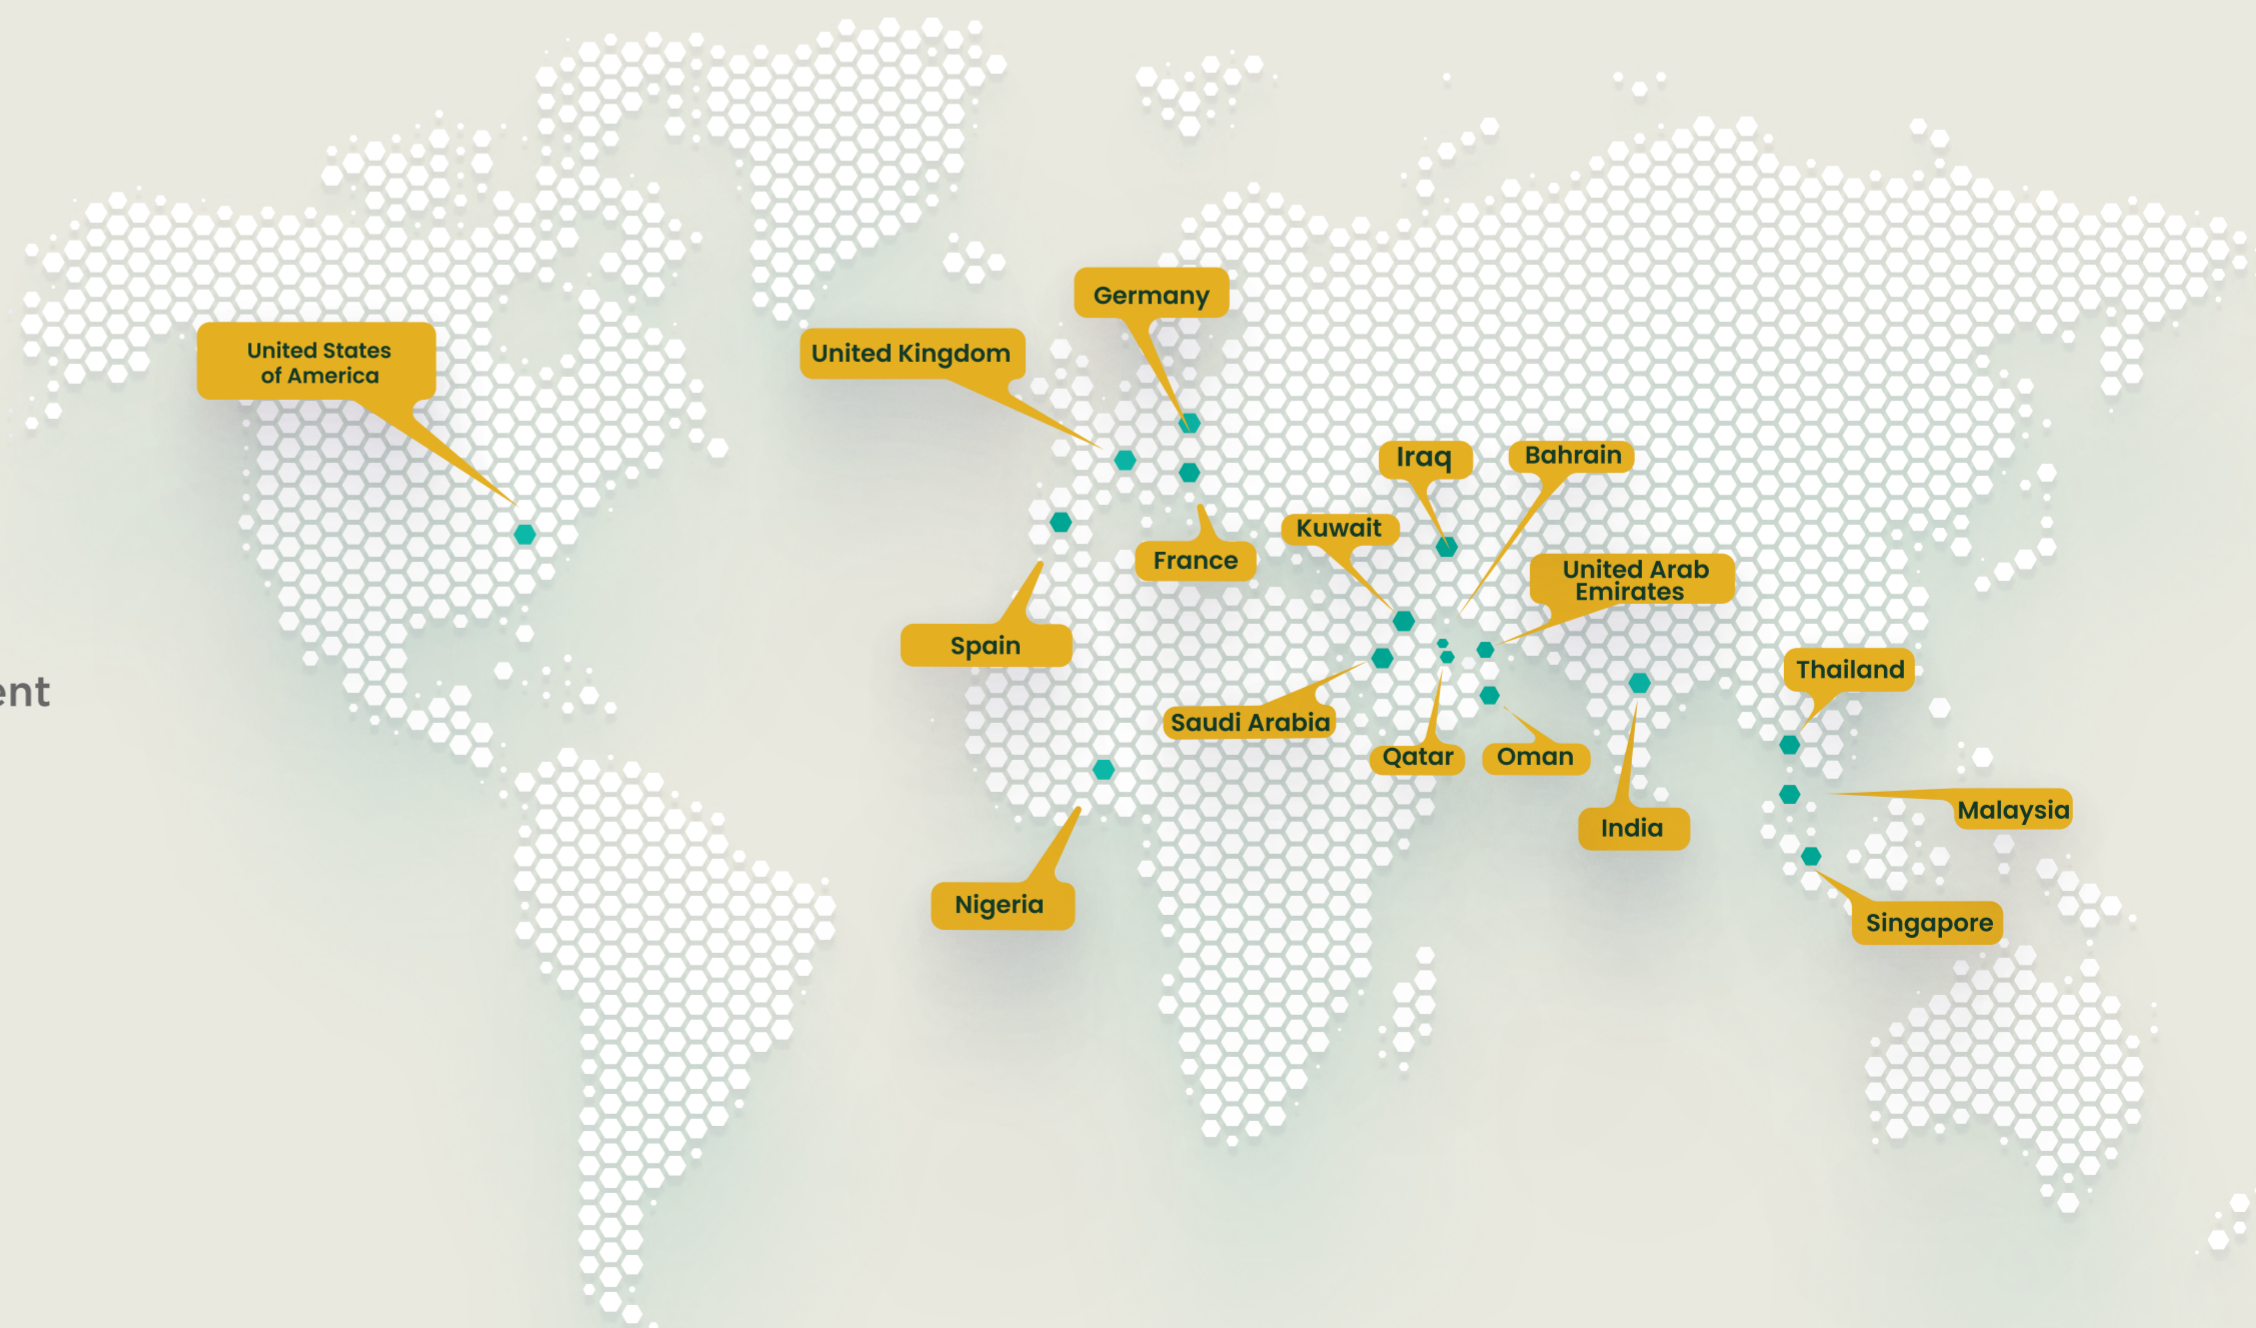 Germany
United States
of America
United Kingdom
Iraq
Bahrain
Kuwait
France
United Arab
Emirates
Spain
Thailand
ent
Saudi Arabia
Qatar
Oman
Malaysia
India
Nigeria
Singapore